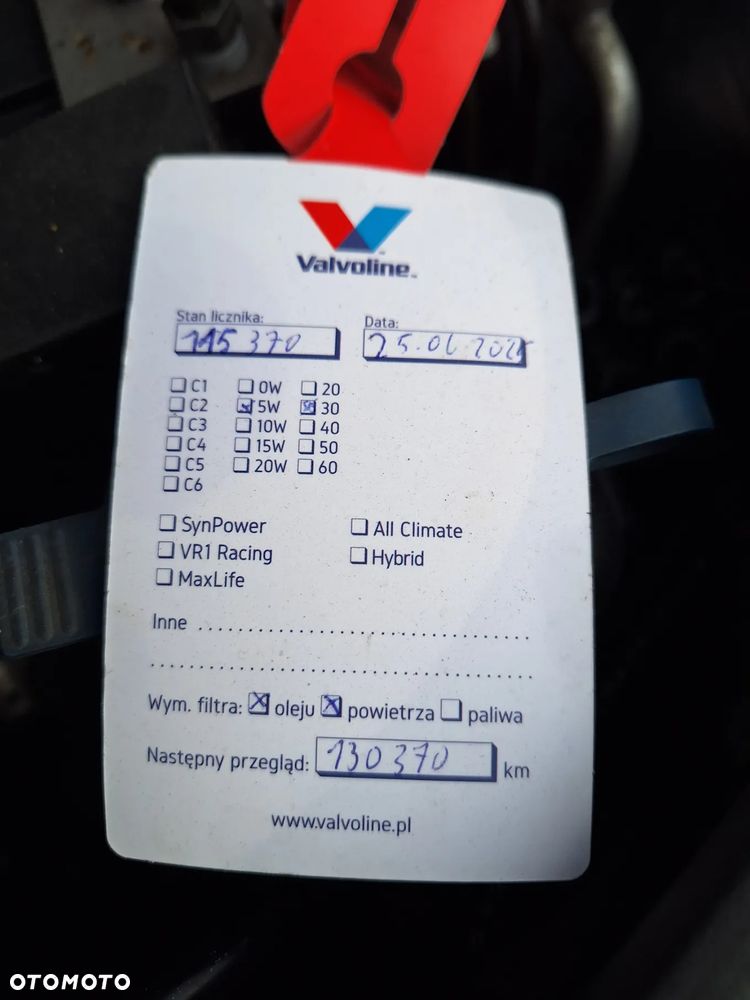 Valvoline™
Stan licznika: Data:
115 370 25.06.2025
C1 0W 20
C2 5W 30
C3 10W 40
C4 15W 50
C5 20W 60
C6
SynPower All Climate
VR1 Racing Hybrid
MaxLife
Inne
Wym. filtra: oleju powietrza paliwa
Następny przegląd: 130 370 km
www.valvoline.pl
OTOMOTO